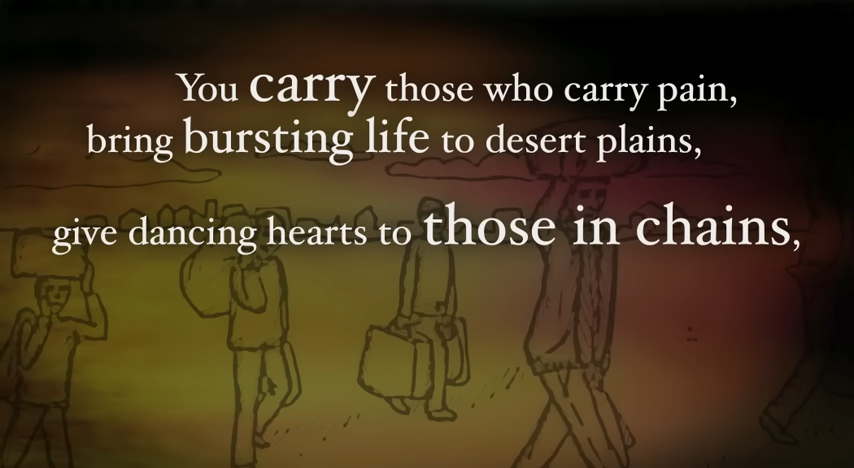 You carry those who carry pain,
bring bursting life to desert plains,
give dancing hearts to those in chains,